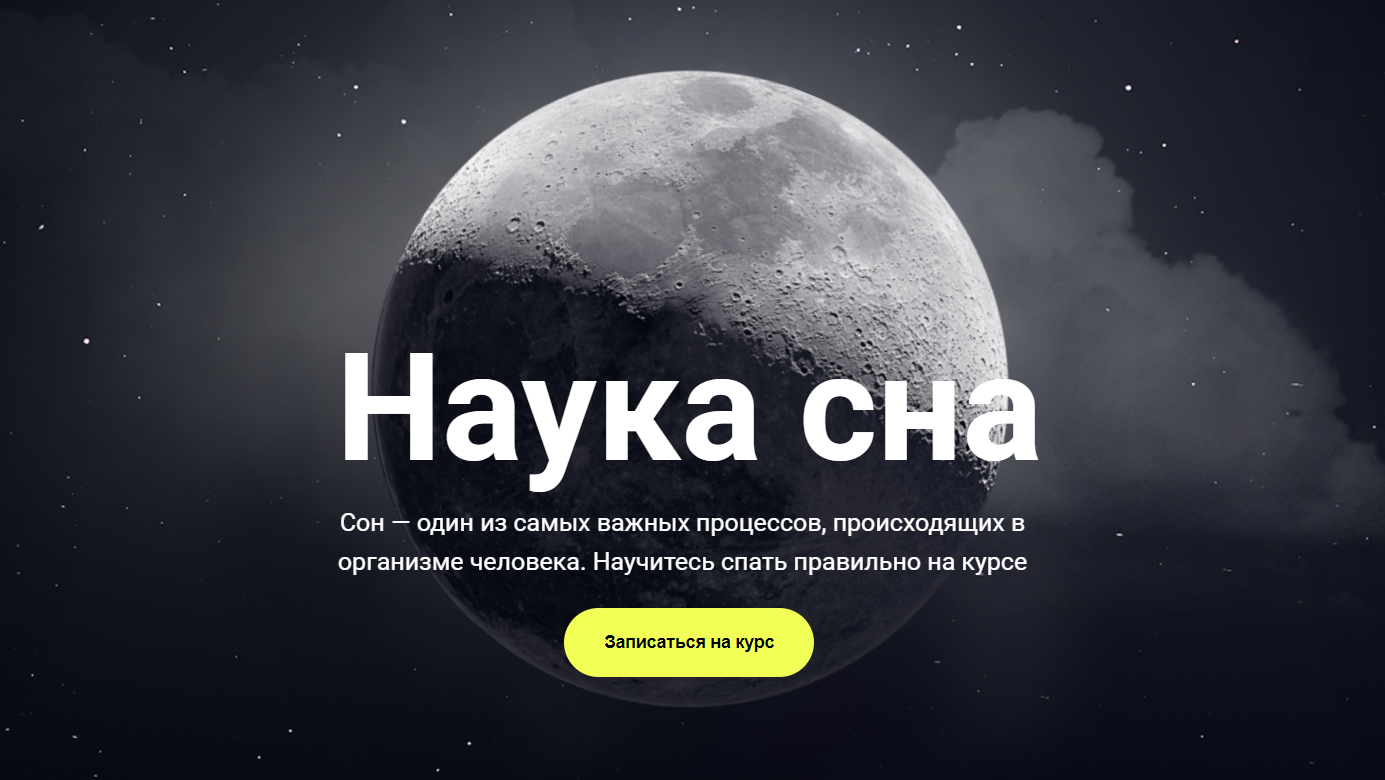 Наука сна
Сон — один из самых важных процессов, происходящих в
организме человека. Научитесь спать правильно на курсе
Записаться на курс